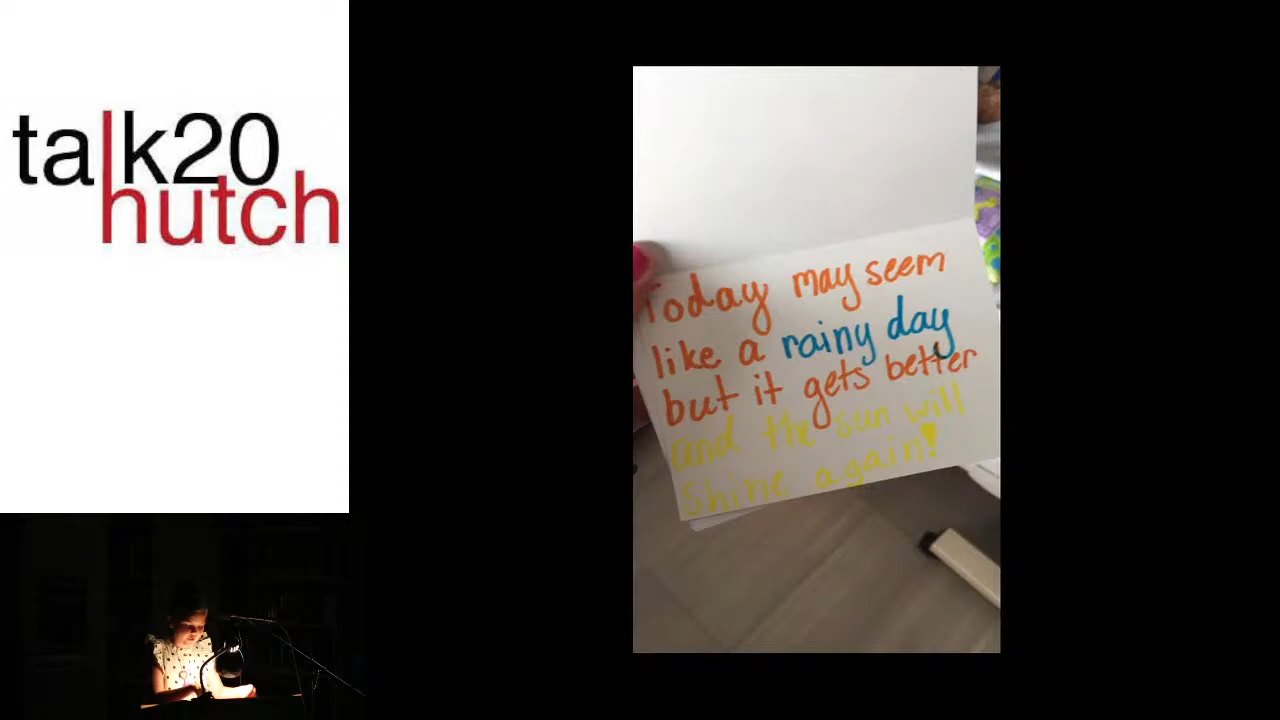 talk20
hutch
Today may seem
like a rainy day
but it gets better
and the sun will
Shine again!